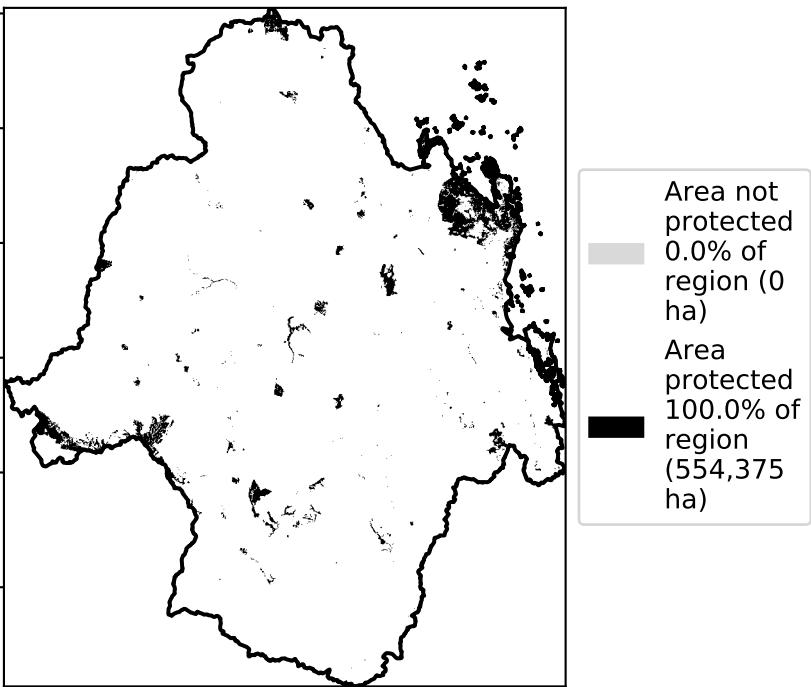 Area not
protected
0.0% of
region (0
ha)
Area
protected
100.0% of
region
(554,375
ha)